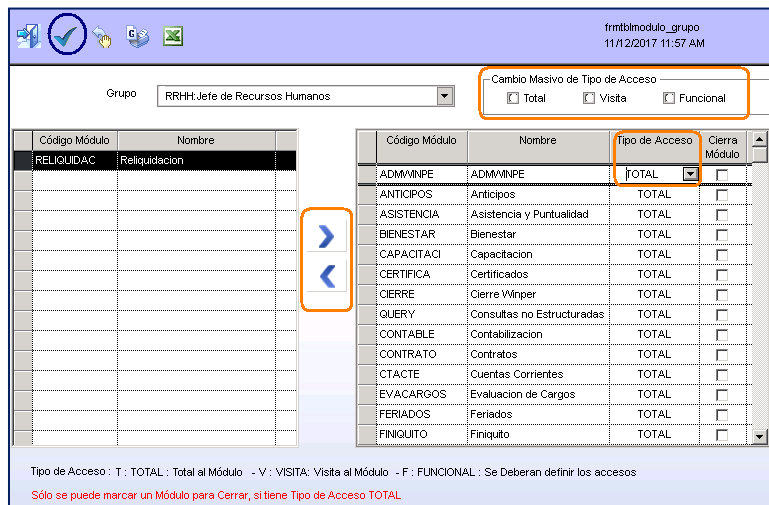 frmtblmodulo_grupo
11/12/2017 11:57 AM
Cambio Masivo de Tipo de Acceso
Total Visita Funcional
Grupo RRHH:Jefe de Recursos Humanos
Código Módulo Nombre
RELIQUIDAC Reliquidacion
Código Módulo Nombre Tipo de Acceso Cierra Módulo
ADMWINPE ADMWINPE TOTAL
ANTICIPOS Anticipos TOTAL
ASISTENCIA Asistencia y Puntualidad TOTAL
BIENESTAR Bienestar TOTAL
CAPACITACI Capacitacion TOTAL
CERTIFICA Certificados TOTAL
CIERRE Cierre Winper TOTAL
QUERY Consultas no Estructuradas TOTAL
CONTABLE Contabilizacion TOTAL
CONTRATO Contratos TOTAL
CTACTE Cuentas Corrientes TOTAL
EVACARGOS Evaluacion de Cargos TOTAL
FERIADOS Feriados TOTAL
FINIQUITO Finiquito TOTAL
Tipo de Acceso : T : TOTAL : Total al Módulo - V : VISITA: Visita al Módulo - F : FUNCIONAL : Se Deberan definir los accesos
Sólo se puede marcar un Módulo para Cerrar, si tiene Tipo de Acceso TOTAL